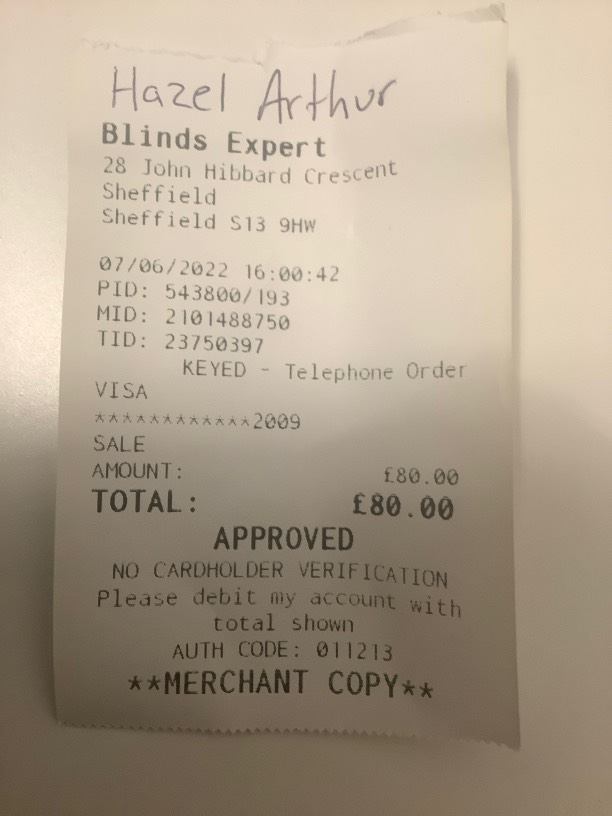 Hazel Arthur
Blinds Expert
28 John Hibbard Crescent
Sheffield
Sheffield S13 9HW
07/06/2022 16:00:42
PID: 543800/193
MID: 2101488750
TID: 23750397
KEYED - Telephone Order
VISA
************2009
SALE
AMOUNT: £80.00
TOTAL: £80.00
APPROVED
NO CARDHOLDER VERIFICATION
Please debit my account with
total shown
AUTH CODE: 011213
**MERCHANT COPY**